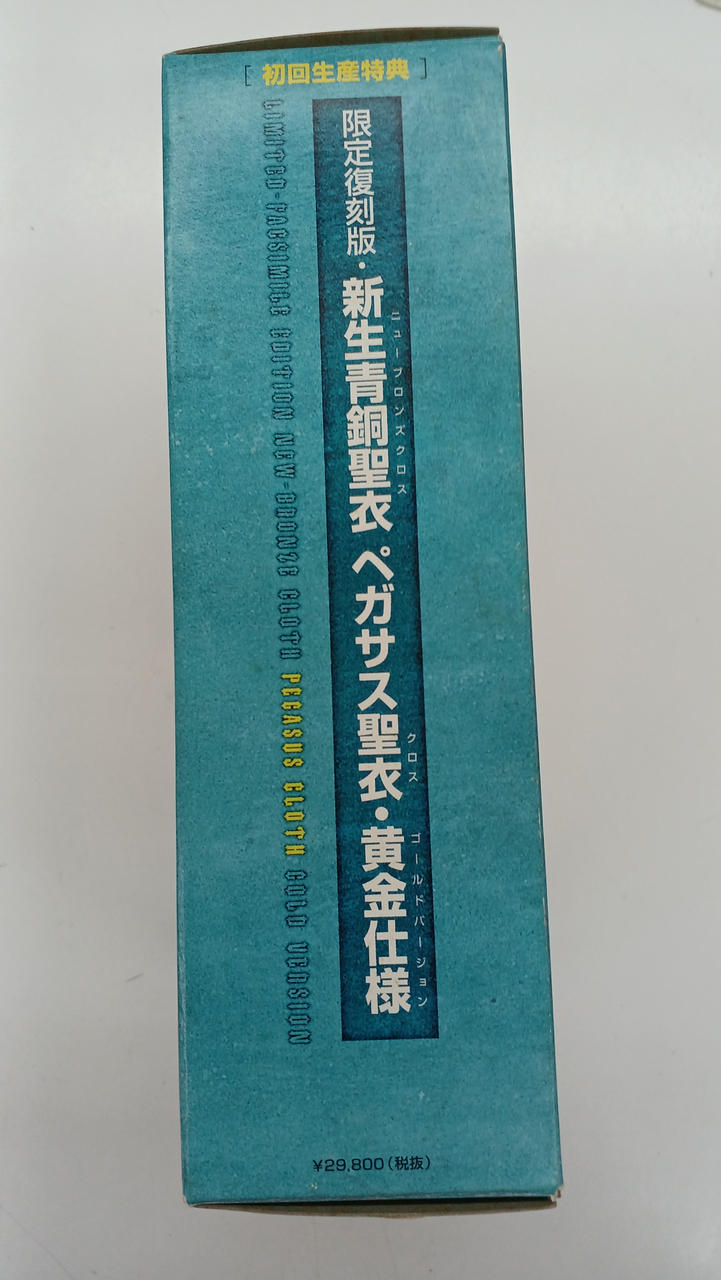 [初回生産特典]
限定復刻版・新生青銅聖衣 ペガサス聖衣・黄金仕様
ニューブロンズクロス
クロス
ゴールドバージョン
LIMITED-FACSIMILE EDITION NEW-BRONZE CLOTH PEGASUS CLOTH GOLD VERSION
¥29,800(税抜)